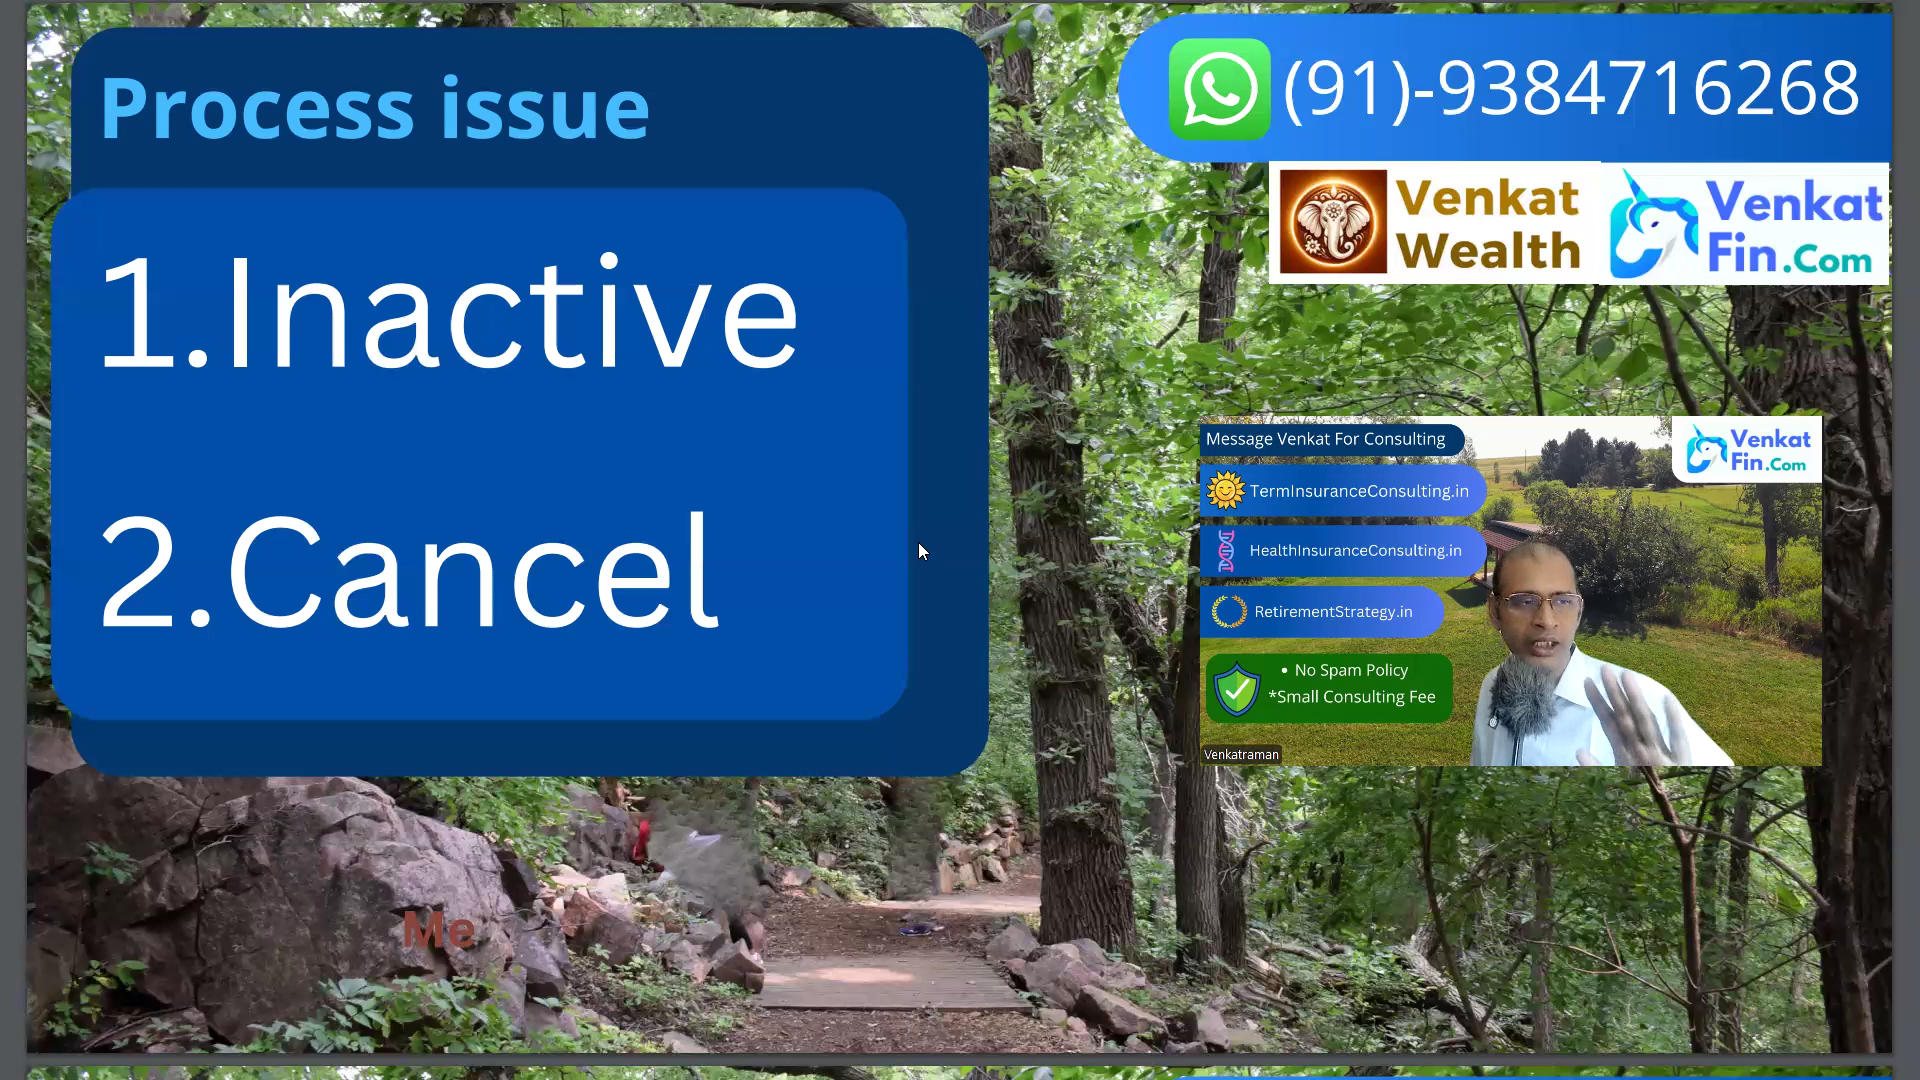 Process issue
1.Inactive
2.Cancel
(91)-9384716268
Venkat
Wealth
Venkat
Fin.Com
Message Venkat For Consulting
Venkat
Fin.Com
TermInsuranceConsulting.in
HealthInsuranceConsulting.in
RetirementStrategy.in
• No Spam Policy
*Small Consulting Fee
Venkatraman
Me